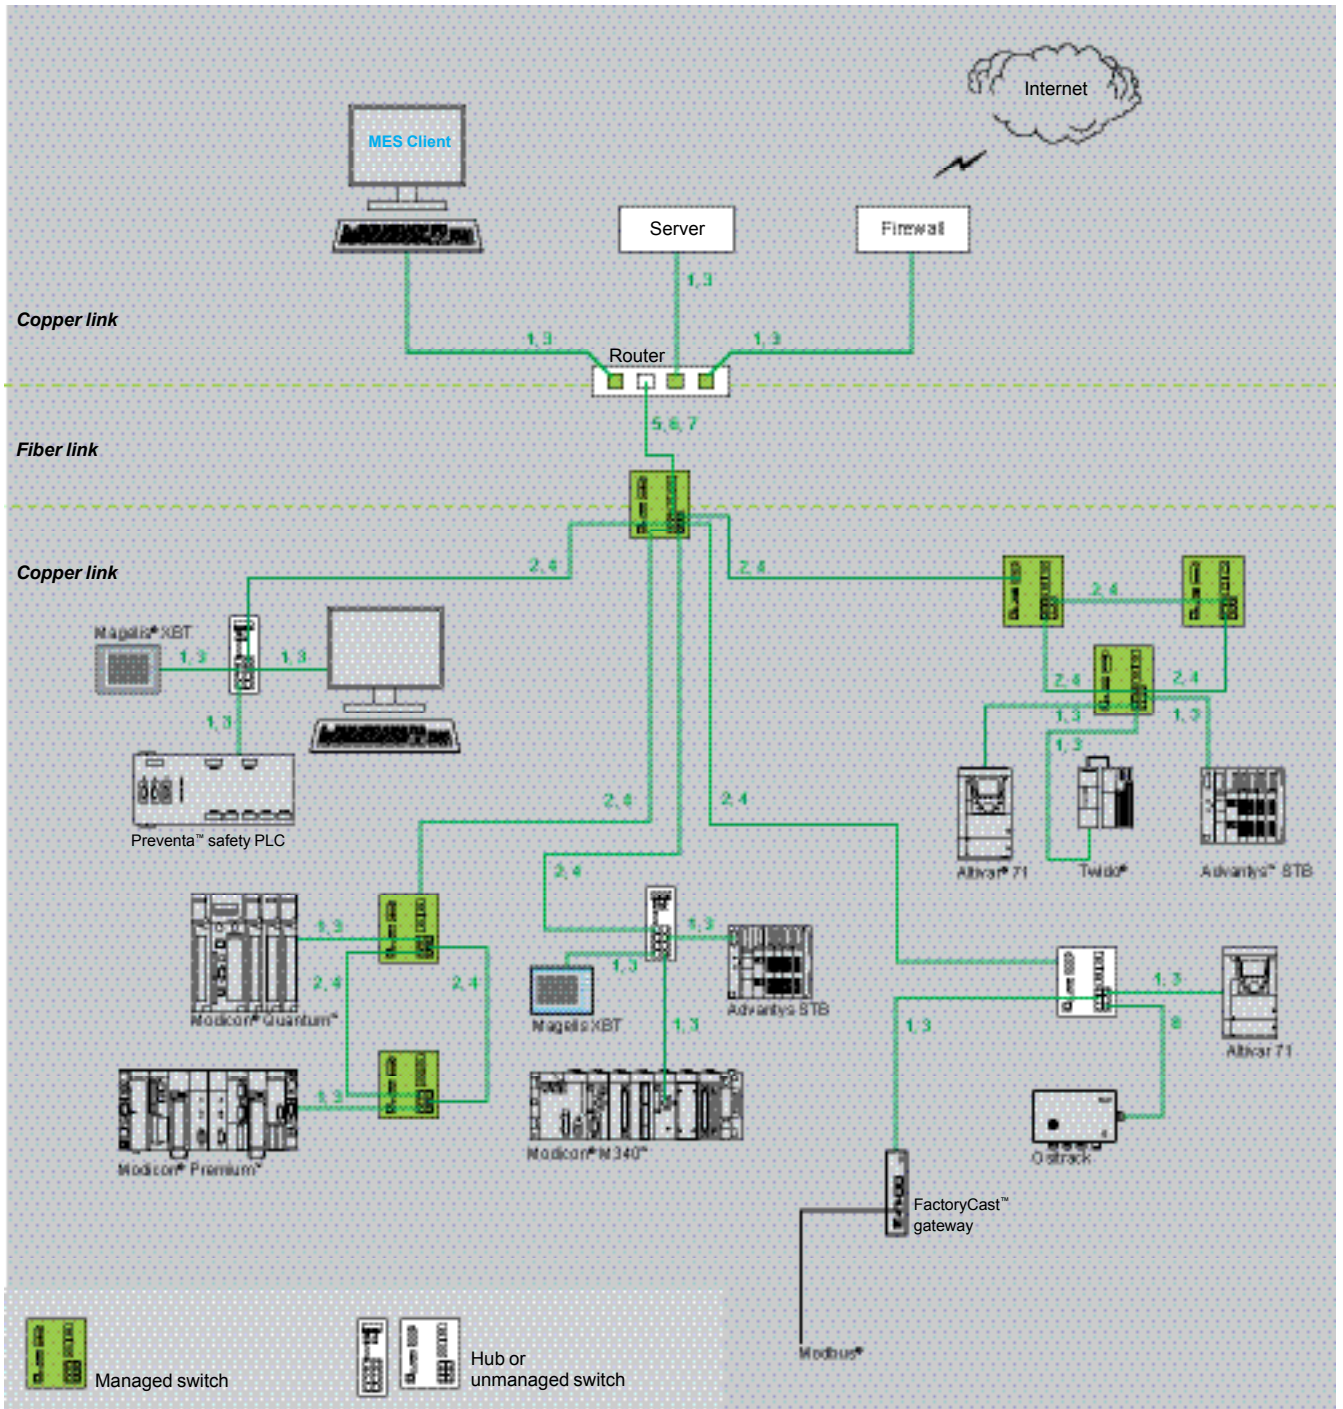 Internet
MES Client
Server
Firewall
1, 3
Copper link
1, 3
1, 3
Router
5, 6, 7
Fiber link
Copper link
2, 4
2, 4
2, 4
Magelis® XBT
1, 3
1, 3
2, 4
2, 4
1, 3
1, 3
1, 3
1, 3
Preventa™ safety PLC
2, 4
2, 4
Altivar® 71
Twido®
Advantys™ STB
2, 4
1, 3
1, 3
1, 3
2, 4
2, 4
1, 3
Modicon® Quantum™
Magelis XBT
Advantys STB
1, 3
1, 3
8
Altivar 71
1, 3
Modicon® Premium™
Modicon® M340™
Ositrack
FactoryCast™
gateway
Modbus®
Managed switch
Hub or
unmanaged switch